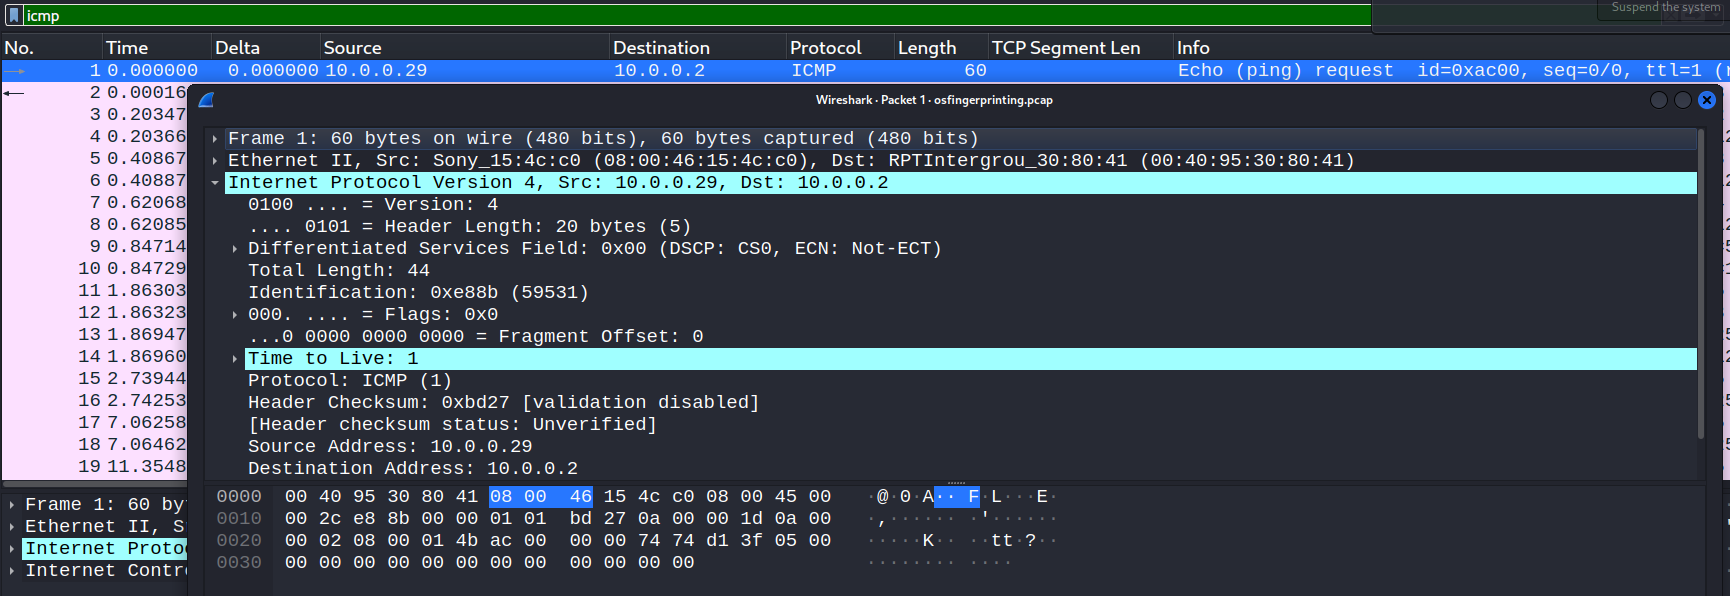 icmp
Suspend the system
No. Time Delta Source Destination Protocol Length TCP Segment Len Info
1 0.000000 0.000000 10.0.0.29 10.0.0.2 ICMP 60 Echo (ping) request id=0xac00, seq=0/0, ttl=1 (
2 0.00016
Wireshark · Packet 1 · osfingerprinting.pcap
3 0.20347
4 0.20366
5 0.40867
6 0.40887
7 0.62068
8 0.62085
9 0.84714
10 0.84729
11 1.86303
12 1.86323
13 1.86947
14 1.86960
15 2.73944
16 2.74253
17 7.06258
18 7.06462
19 11.3548
Frame 1: 60 bytes on wire (480 bits), 60 bytes captured (480 bits)
Ethernet II, Src: Sony_15:4c:c0 (08:00:46:15:4c:c0), Dst: RPTIntergrou_30:80:41 (00:40:95:30:80:41)
Internet Protocol Version 4, Src: 10.0.0.29, Dst: 10.0.0.2
0100 .... = Version: 4
.... 0101 = Header Length: 20 bytes (5)
Differentiated Services Field: 0x00 (DSCP: CS0, ECN: Not-ECT)
Total Length: 44
Identification: 0xe88b (59531)
000. .... = Flags: 0x0
...0 0000 0000 0000 = Fragment Offset: 0
Time to Live: 1
Protocol: ICMP (1)
Header Checksum: 0xbd27 [validation disabled]
[Header checksum status: Unverified]
Source Address: 10.0.0.29
Destination Address: 10.0.0.2
0000 00 40 95 30 80 41 08 00 46 15 4c c0 08 00 45 00 ·@·0·A·· F·L···E·
0010 00 2c e8 8b 00 00 01 01 bd 27 0a 00 00 1d 0a 00 ·,······ ·'······
0020 00 02 08 00 01 4b ac 00 00 00 74 74 d1 3f 05 00 ·····K·· ··tt·?··
0030 00 00 00 00 00 00 00 00 00 00 00 00 ········ ····
Frame 1: 60 by
Ethernet II, S
Internet Proto
Internet Contr